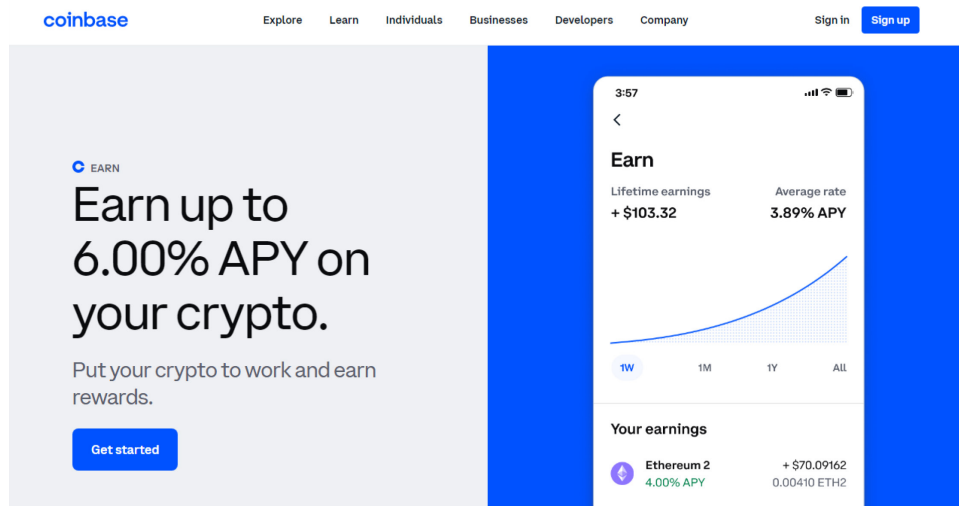 coinbase Explore Learn Individuals Businesses Developers Company Sign in Sign up
EARN
Earn up to
6.00% APY on
your crypto.
Put your crypto to work and earn
rewards.
Get started
3:57
Earn
Lifetime earnings Average rate
+ $103.32 3.89% APY
1W 1M 1Y All
Your earnings
Ethereum 2 + $70.09162
4.00% APY 0.00410 ETH2